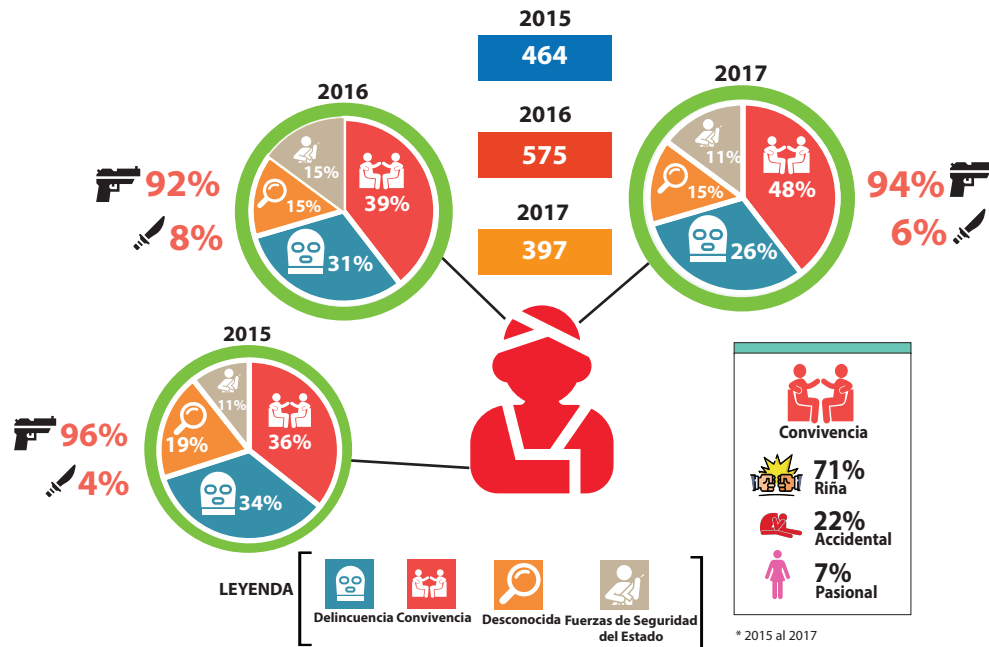 2015
464
2016
575
2017
397
2016
15%
39%
15%
31%
92%
8%
2017
11%
48%
15%
26%
94%
6%
2015
11%
36%
19%
34%
96%
4%
Convivencia
71%
Riña
22%
Accidental
7%
Pasional
* 2015 al 2017
LEYENDA
Delincuencia
Convivencia
Desconocida
Fuerzas de Seguridad
del Estado